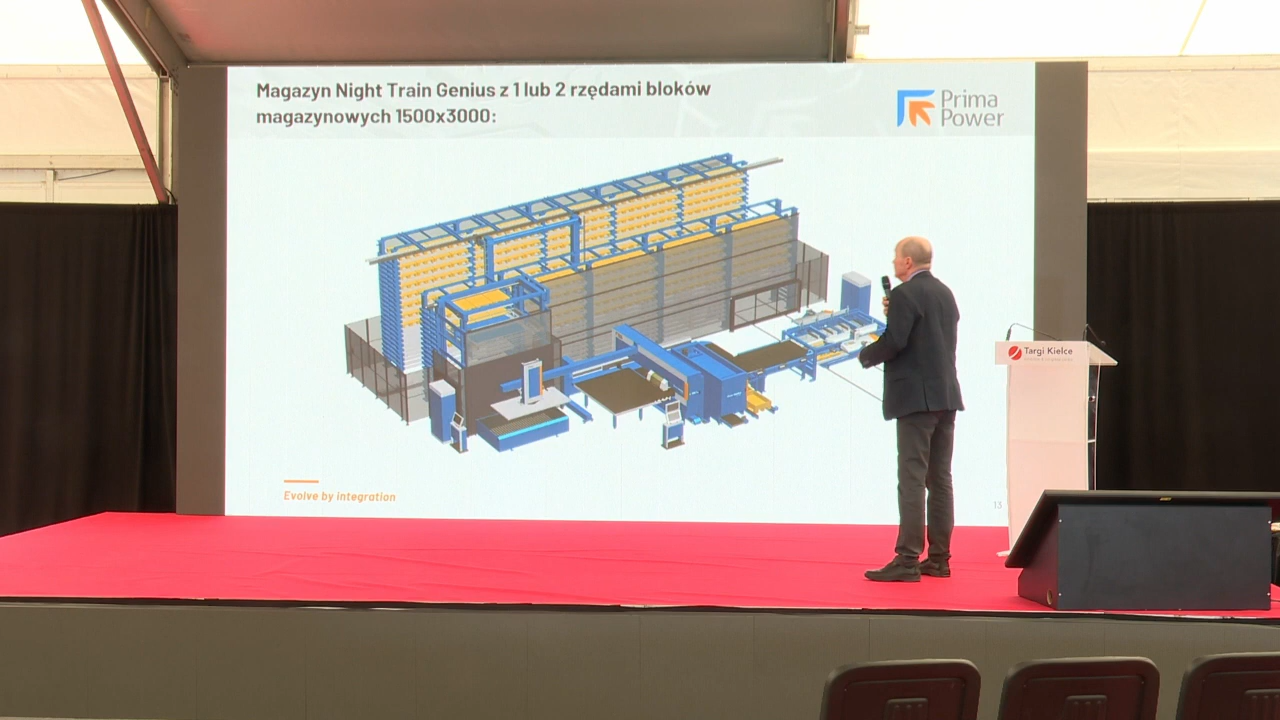 Magazyn Night Train Genius z 1 lub 2 rzędami bloków
magazynowych 1500x3000:
Prima
Power
Targi Kielce
Evolve by integration
13